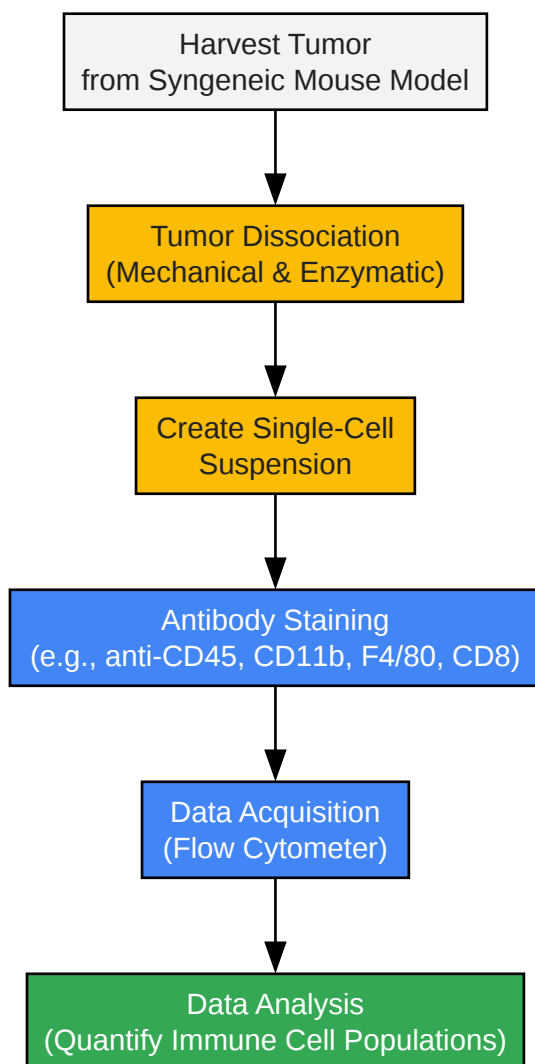 Harvest Tumor
from Syngeneic Mouse Model
Tumor Dissociation
(Mechanical & Enzymatic)
Create Single-Cell
Suspension
Antibody Staining
(e.g., anti-CD45, CD11b, F4/80, CD8)
Data Acquisition
(Flow Cytometer)
Data Analysis
(Quantify Immune Cell Populations)